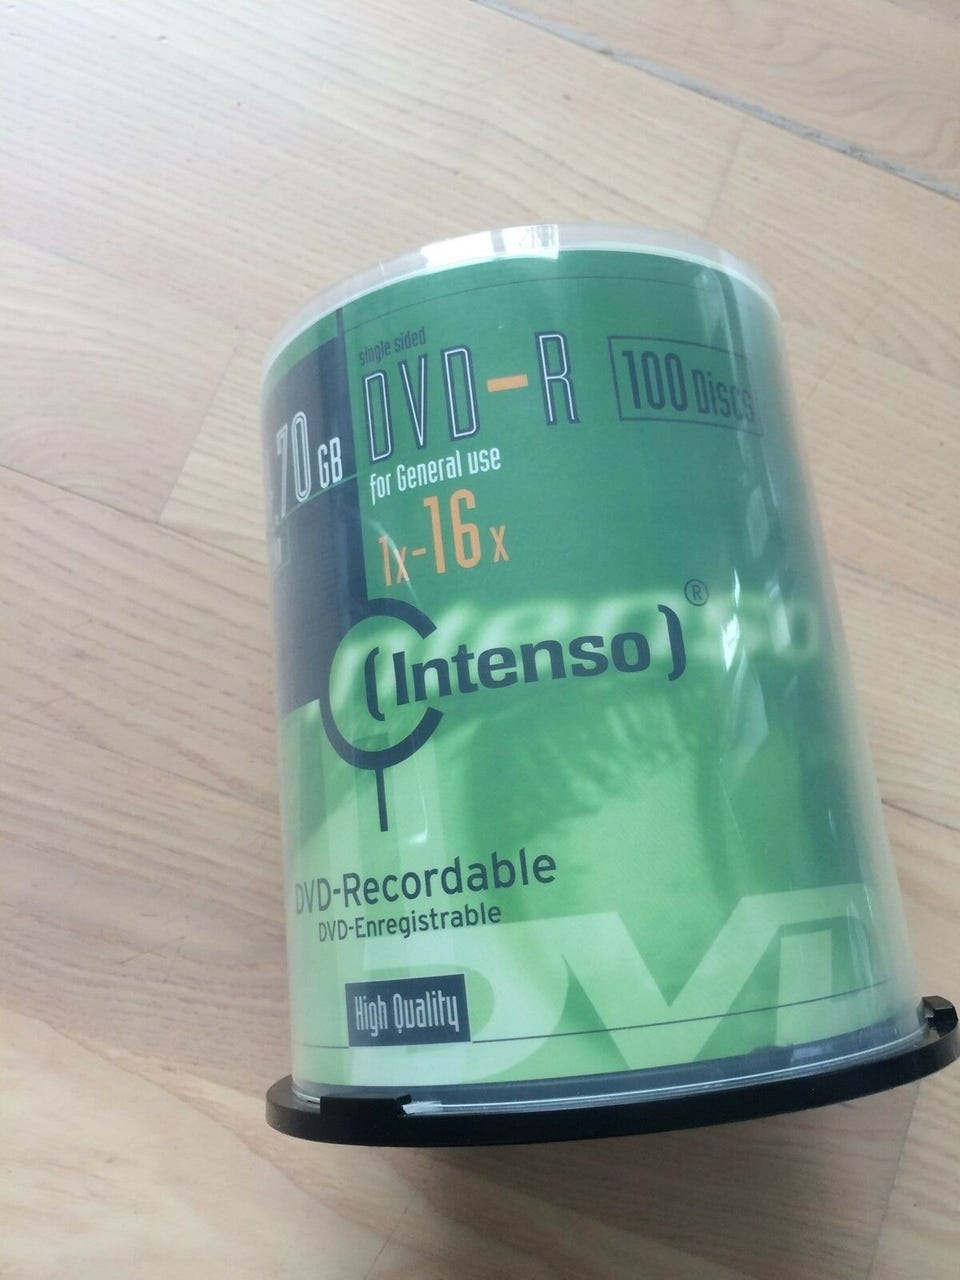 single sided
DVD-R
100 Discs
.70 GB
for General use
1x-16x
(Intenso)®
DVD-Recordable
DVD-Enregistrable
High Quality
DVD